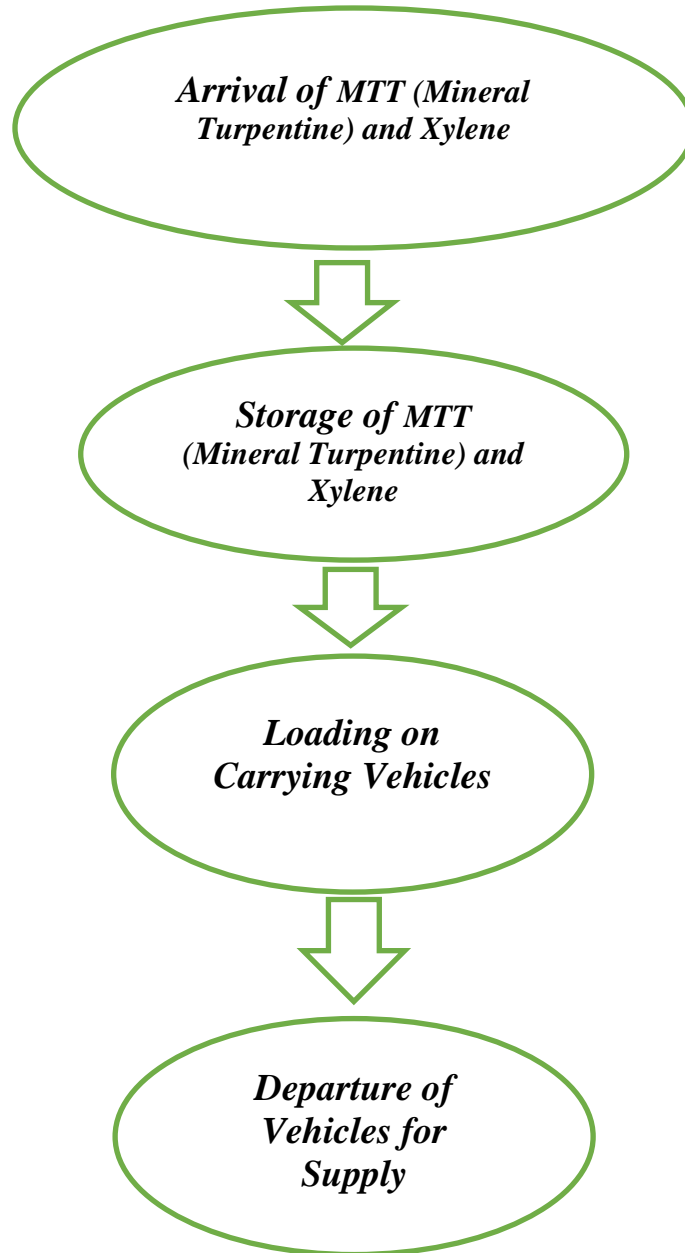 Arrival of MTT (Mineral
Turpentine) and Xylene
Storage of MTT
(Mineral Turpentine) and
Xylene
Loading on
Carrying Vehicles
Departure of
Vehicles for
Supply